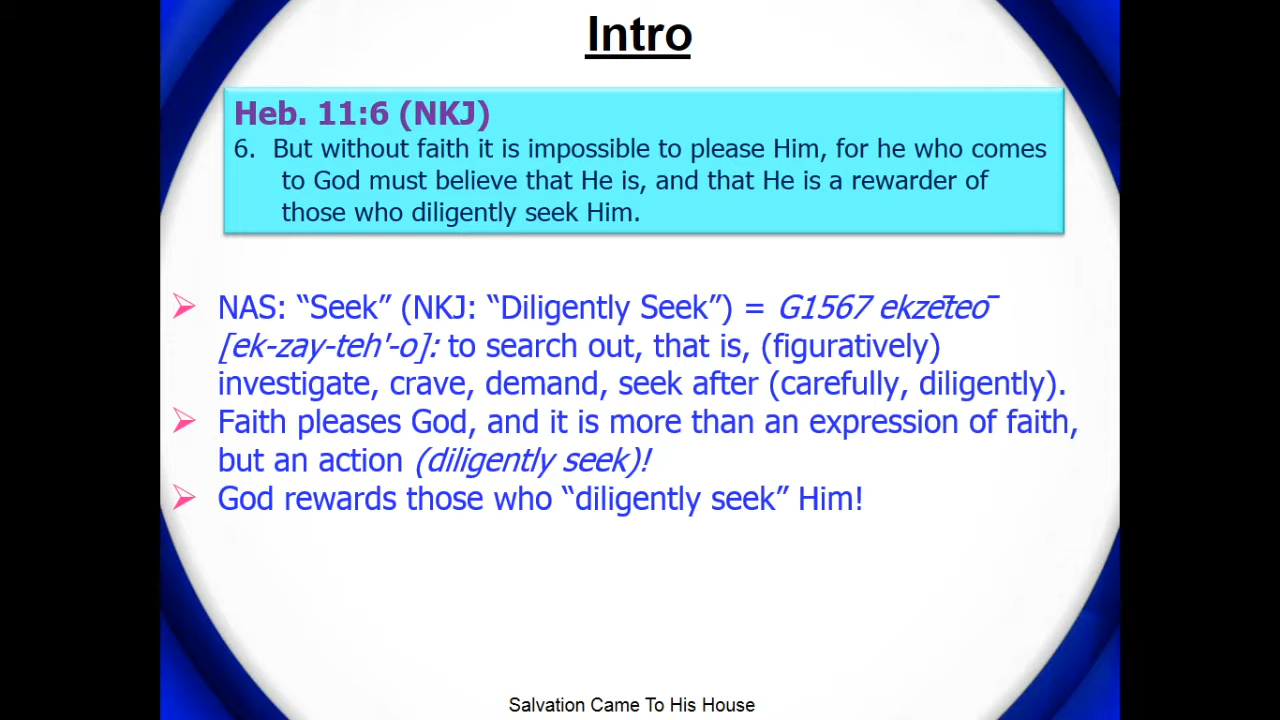 Intro
Heb. 11:6 (NKJ)
6. But without faith it is impossible to please Him, for he who comes
to God must believe that He is, and that He is a rewarder of
those who diligently seek Him.
NAS: “Seek” (NKJ: “Diligently Seek”) = G1567 ekzēteō
[ek-zay-teh'-o]: to search out, that is, (figuratively)
investigate, crave, demand, seek after (carefully, diligently).
Faith pleases God, and it is more than an expression of faith,
but an action (diligently seek)!
God rewards those who “diligently seek” Him!
Salvation Came To His House